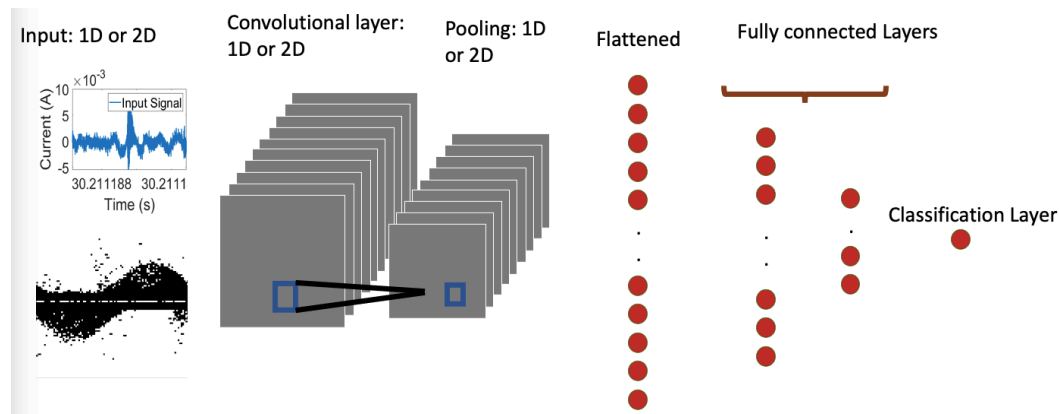 Input: 1D or 2D
Convolutional layer:
1D or 2D
Pooling: 1D
or 2D
Flattened
Fully connected Layers
×10⁻³
10
5
0
-5
Current (A)
Input Signal
30.211188
30.2111
Time (s)
Classification Layer